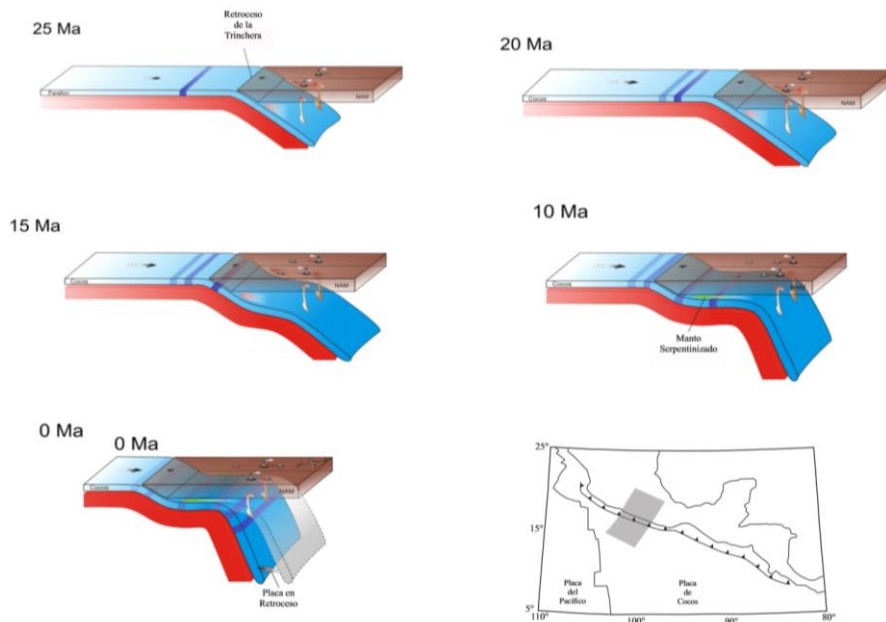 25 Ma
Retroceso
de la
Trinchera
Farallon
NAM
20 Ma
Cocos
NAM
15 Ma
Cocos
NAM
10 Ma
Cocos
NAM
Manto
Serpentinizado
0 Ma
0 Ma
Cocos
NAM
Placa en
Retroceso
25°
15°
5°
Placa
del
Pacífico
Placa
de
Cocos
110°
100°
90°
80°